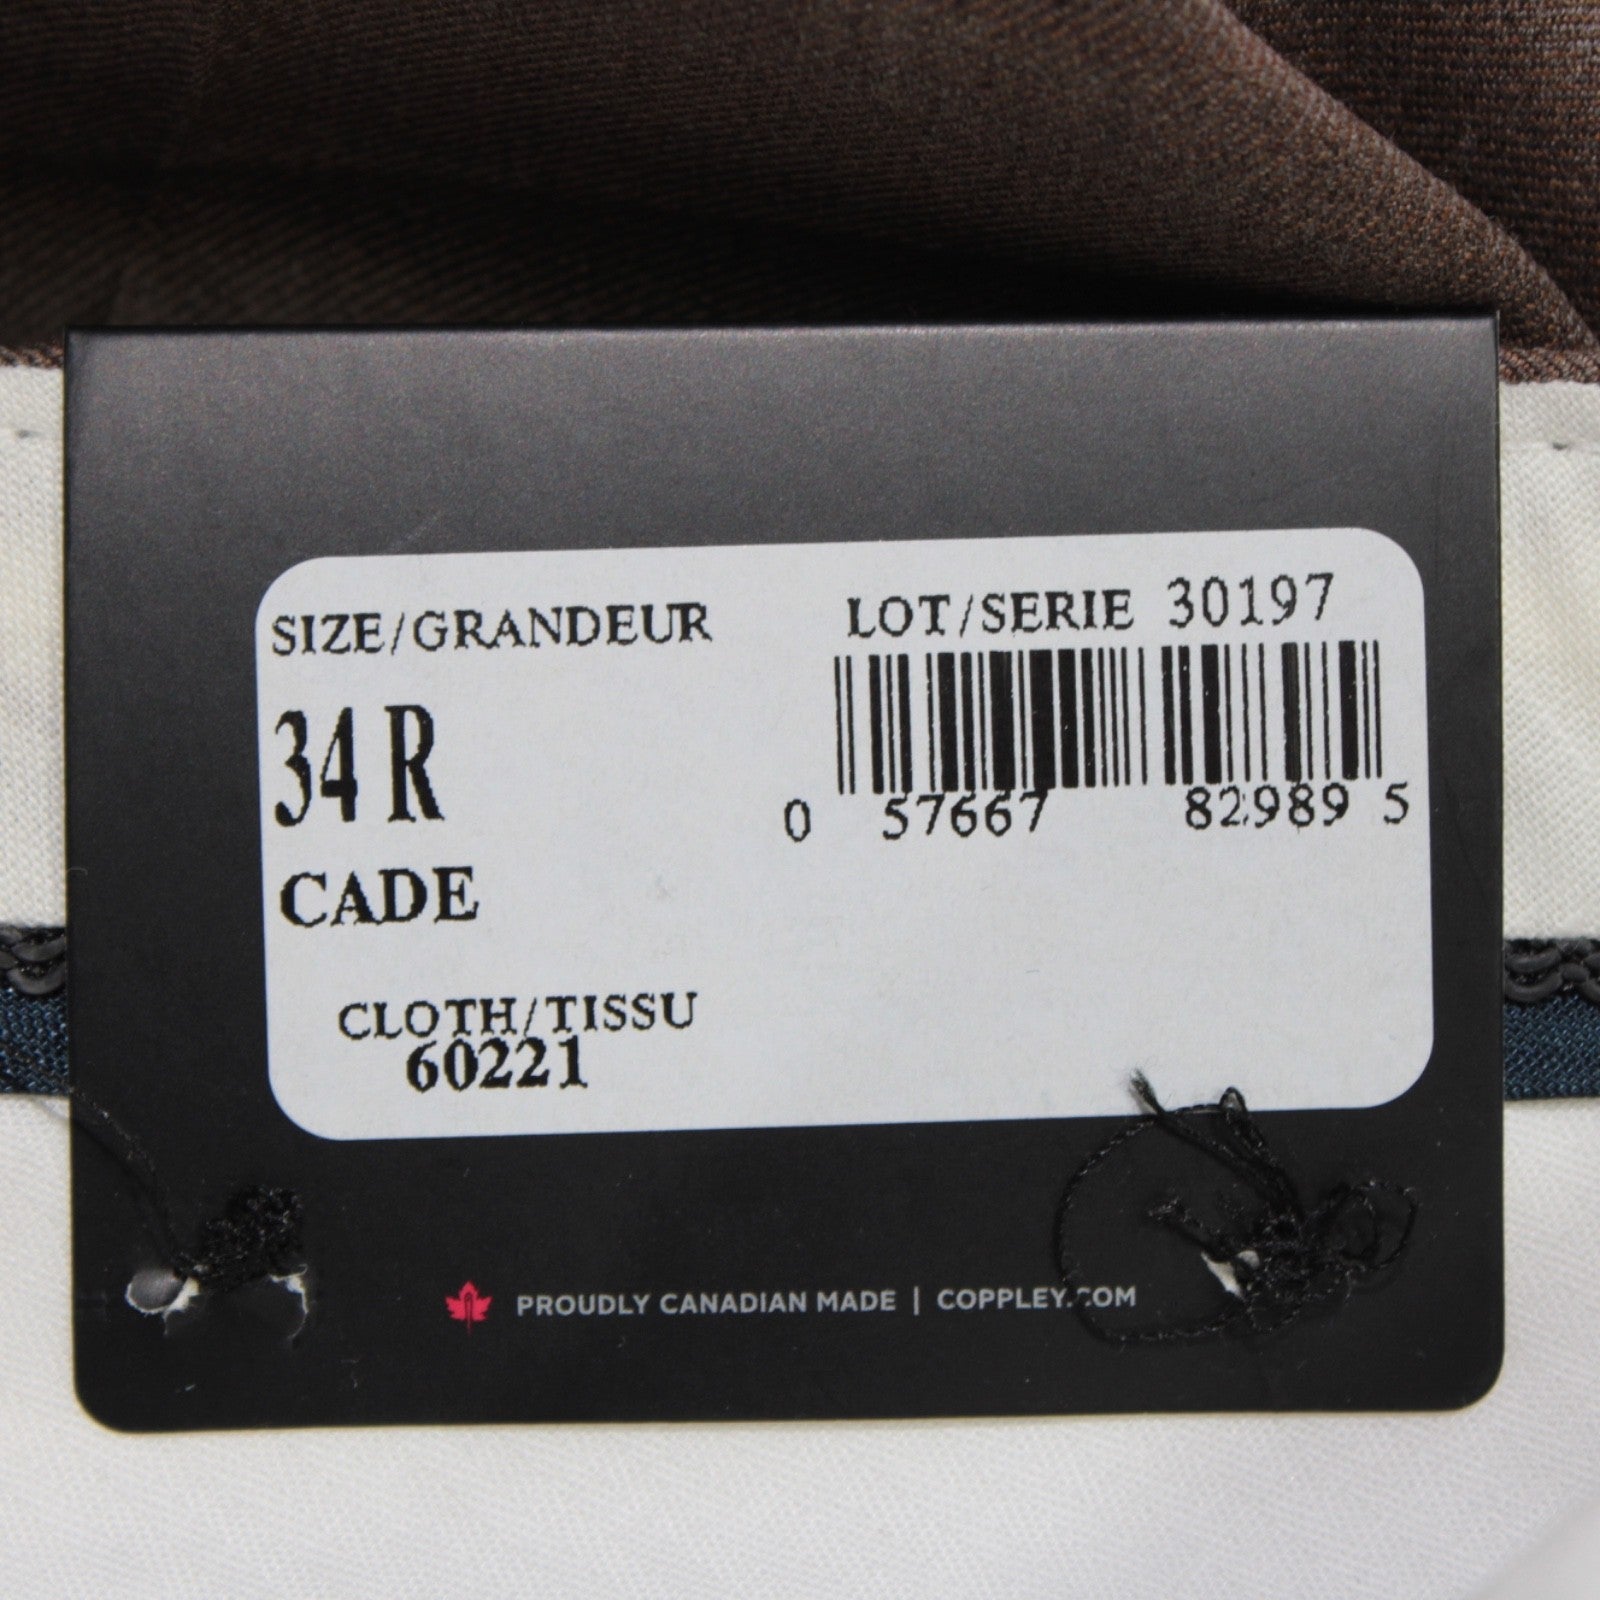 SIZE/GRANDEUR
34 R
CADE
CLOTH/TISSU
60221
LOT/SERIE 30197
0 57667 82989 5
PROUDLY CANADIAN MADE | COPPLEY.COM